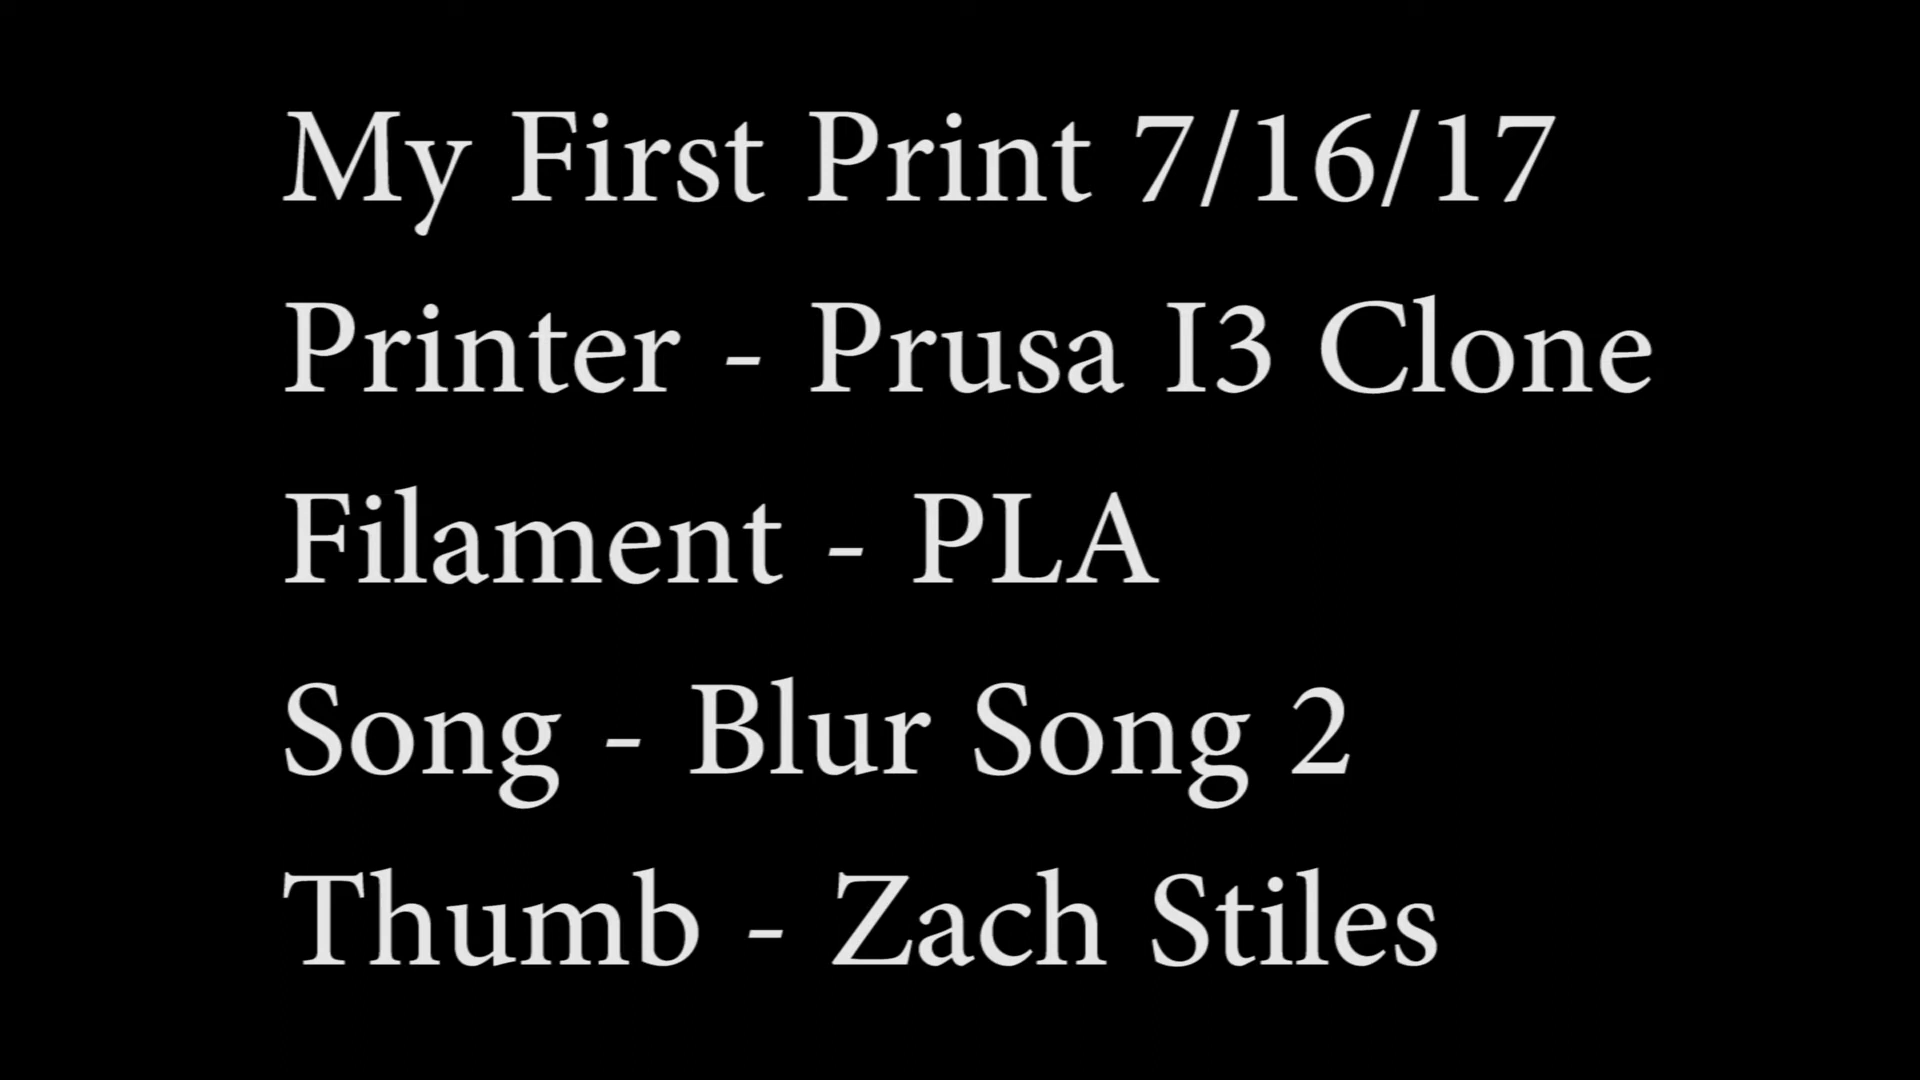 My First Print 7/16/17
Printer - Prusa I3 Clone
Filament - PLA
Song - Blur Song 2
Thumb - Zach Stiles